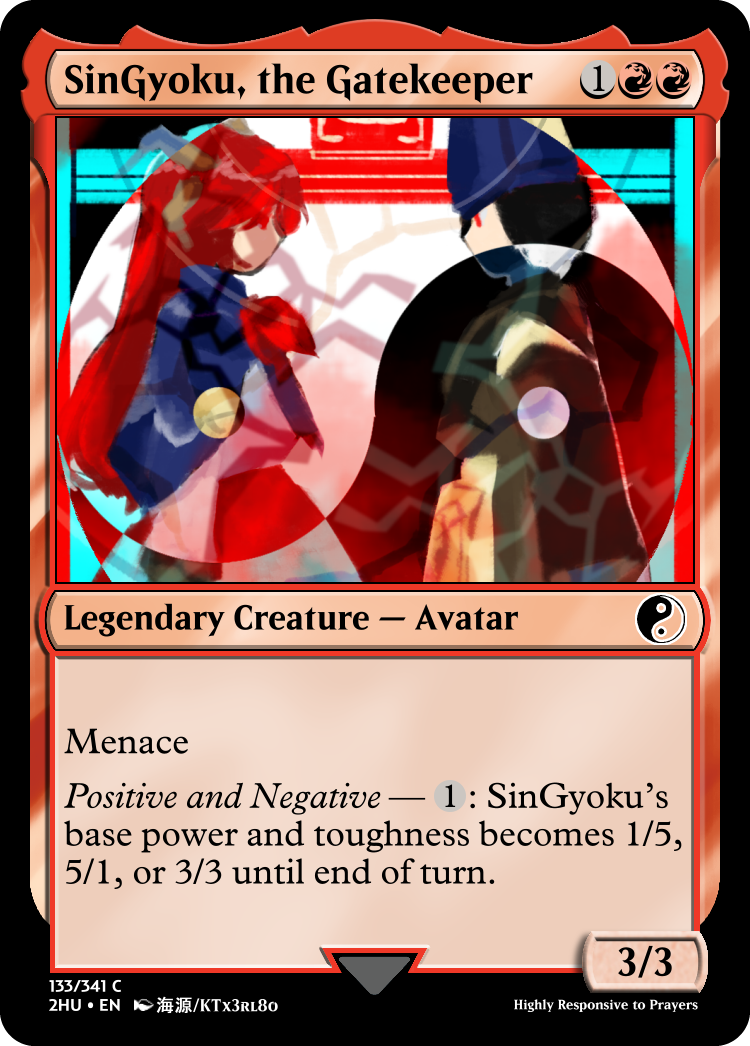 SinGyoku, the Gatekeeper 1
Legendary Creature — Avatar
Menace
Positive and Negative — 1: SinGyoku's
base power and toughness becomes 1/5,
5/1, or 3/3 until end of turn.
3/3
133/341 C
2HU • EN 海源/KTx3RL8O
Highly Responsive to Prayers